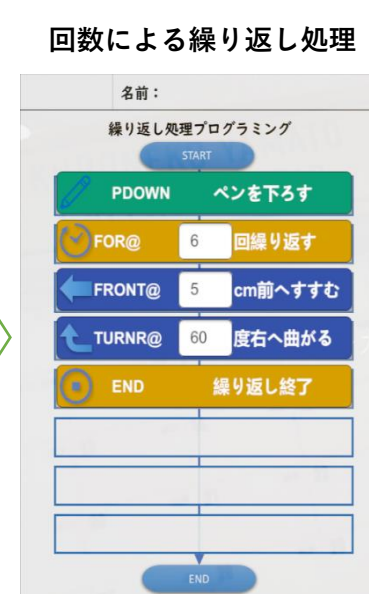 回数による繰り返し処理
名前：
繰り返し処理プログラミング
START
PDOWN ペンを下ろす
FOR@ 6 回繰り返す
FRONT@ 5 cm前へすすむ
TURNR@ 60 度右へ曲がる
END 繰り返し終了
END